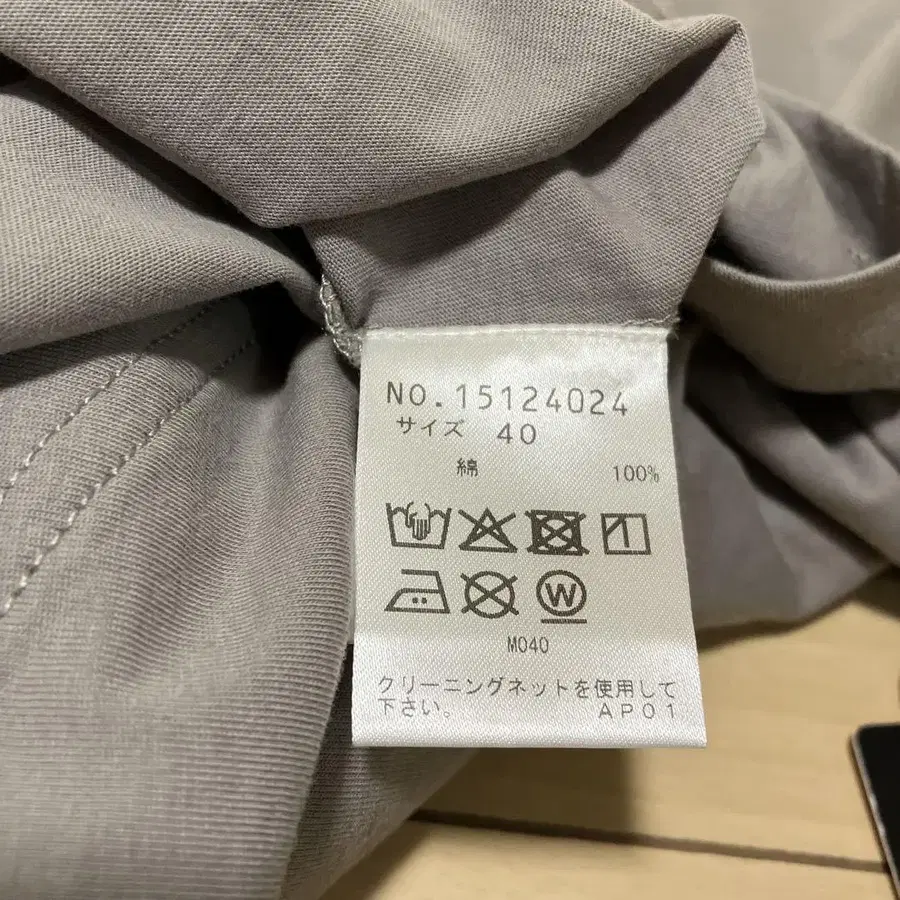 No.15124024
サイズ 40
綿 100%
W
M040
クリーニングネットを使用して
下さい。 AP01